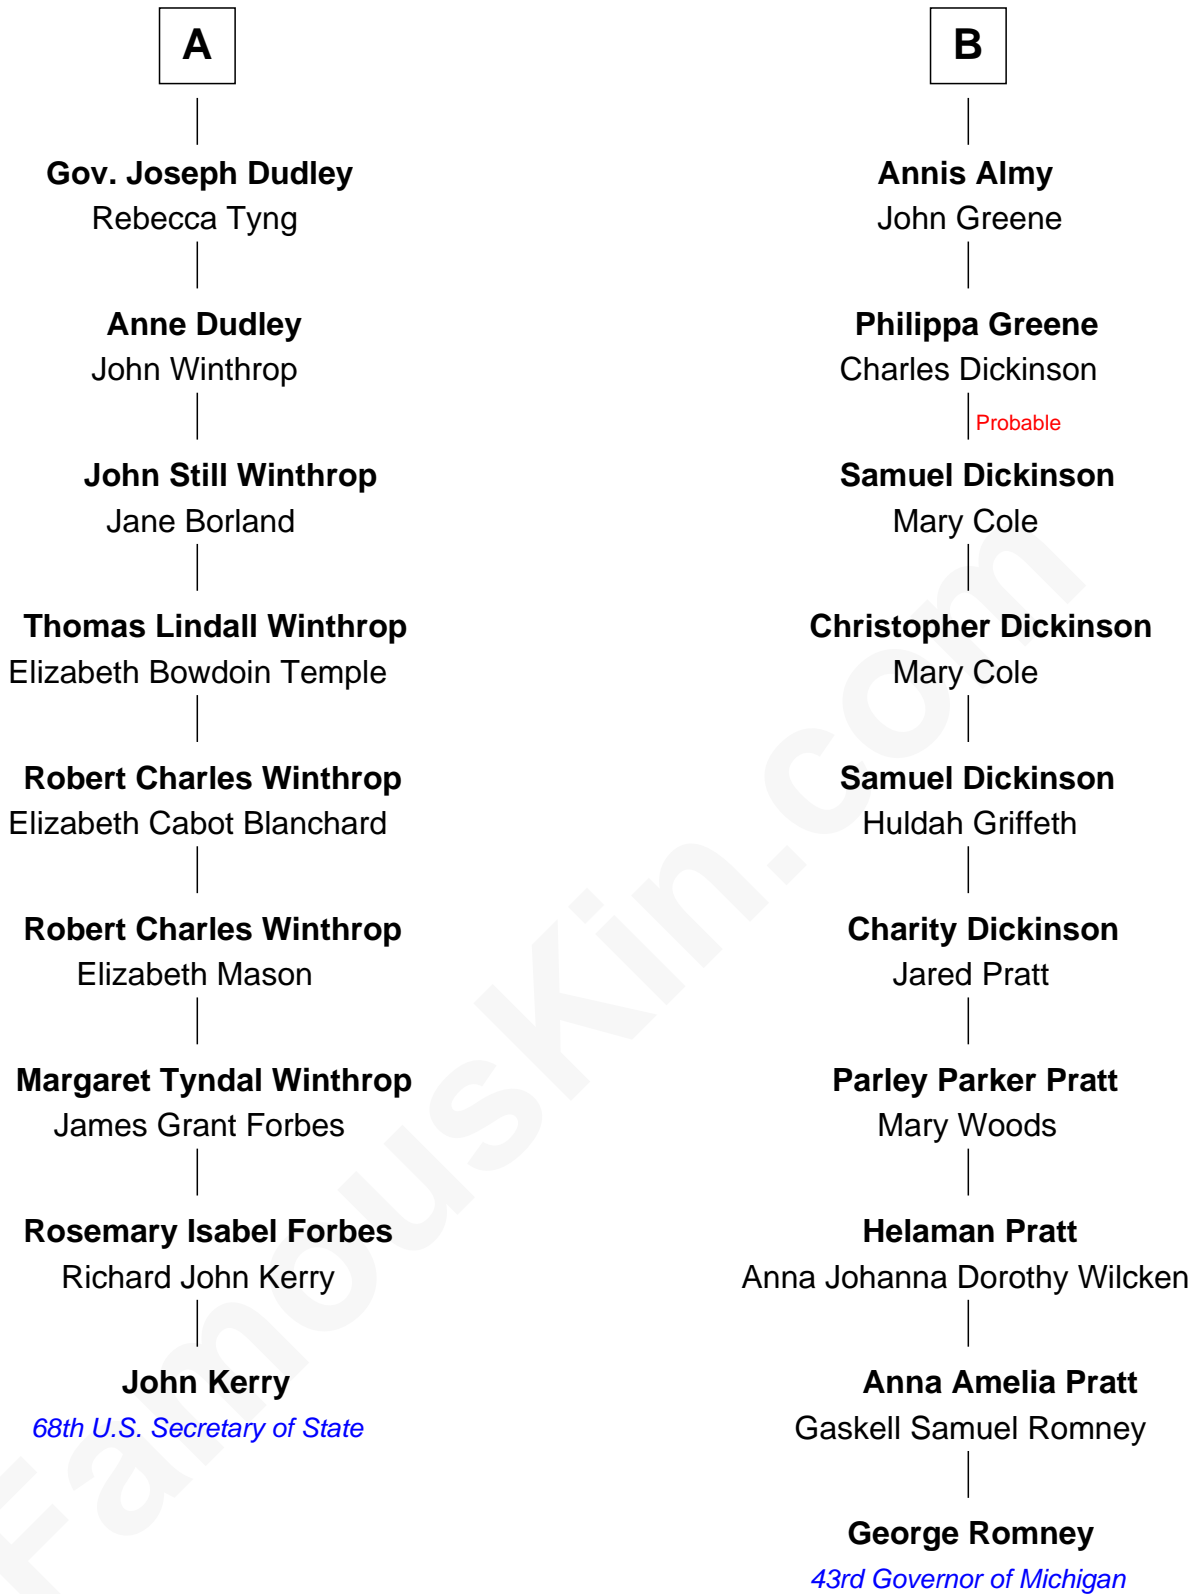 A
Gov. Joseph Dudley
Rebecca Tyng
Anne Dudley
John Winthrop
John Still Winthrop
Jane Borland
Thomas Lindall Winthrop
Elizabeth Bowdoin Temple
Robert Charles Winthrop
Elizabeth Cabot Blanchard
Robert Charles Winthrop
Elizabeth Mason
Margaret Tyndal Winthrop
James Grant Forbes
Rosemary Isabel Forbes
Richard John Kerry
John Kerry
68th U.S. Secretary of State
B
Annis Almy
John Greene
Philippa Greene
Charles Dickinson
Probable
Samuel Dickinson
Mary Cole
Christopher Dickinson
Mary Cole
Samuel Dickinson
Huldah Griffeth
Charity Dickinson
Jared Pratt
Parley Parker Pratt
Mary Woods
Helaman Pratt
Anna Johanna Dorothy Wilcken
Anna Amelia Pratt
Gaskell Samuel Romney
George Romney
43rd Governor of Michigan
FamousKin.com